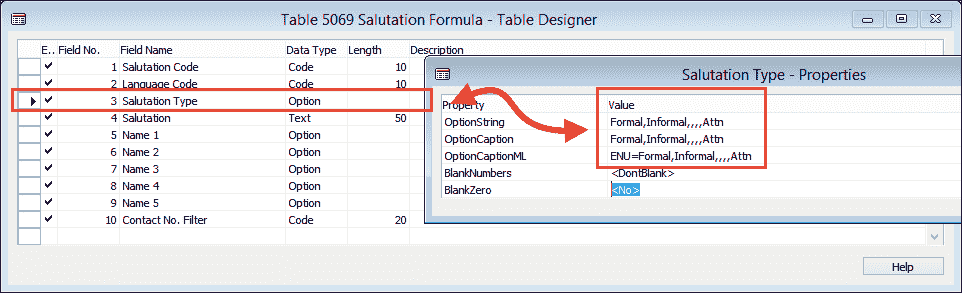 Table 5069 Salutation Formula - Table Designer
E.. Field No. Field Name Data Type Length Description
1 Salutation Code Code 10
2 Language Code Code 10
3 Salutation Type Option
4 Salutation Text 50
5 Name 1 Option
6 Name 2 Option
7 Name 3 Option
8 Name 4 Option
9 Name 5 Option
10 Contact No. Filter Code 20
Help
Salutation Type - Properties
Property Value
OptionString Formal,Informal,,,,Attn
OptionCaption Formal,Informal,,,,Attn
OptionCaptionML ENU=Formal,Informal,,,,Attn
BlankNumbers <DontBlank>
BlankZero <No>